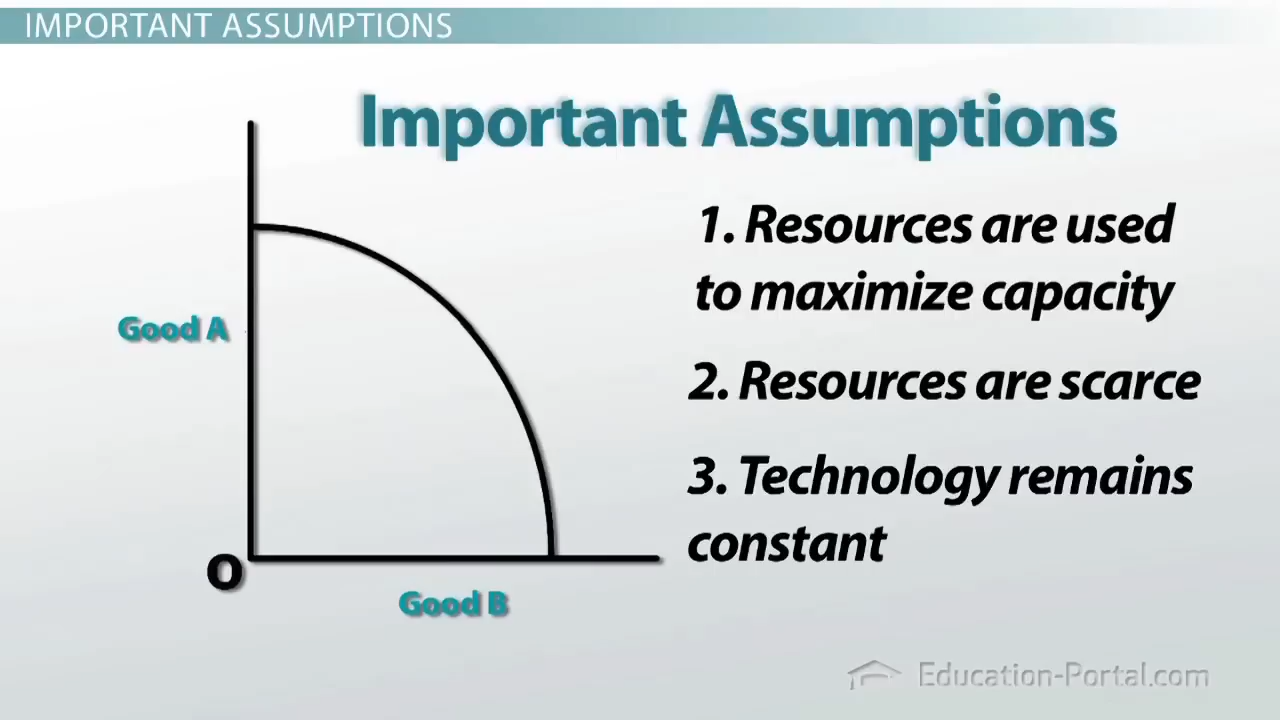 IMPORTANT ASSUMPTIONS
Important Assumptions
1. Resources are used
to maximize capacity
Good A
2. Resources are scarce
3. Technology remains
constant
O
Good B
Education-Portal.com